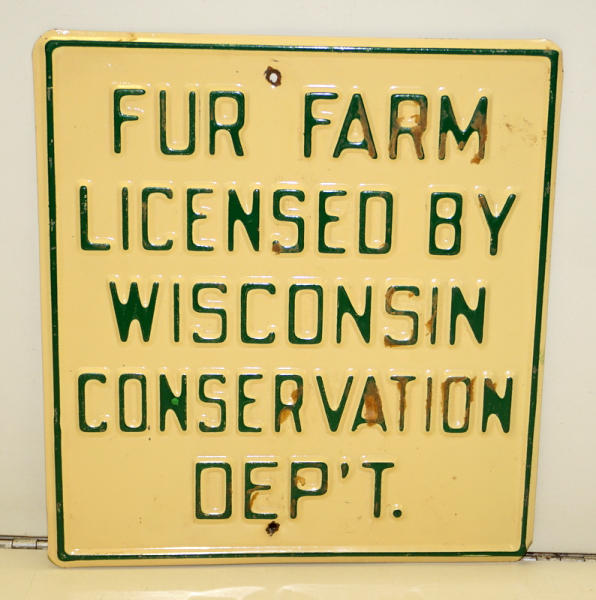 FUR FARM
LICENSED BY
WISCONSIN
CONSERVATION
DEP'T.